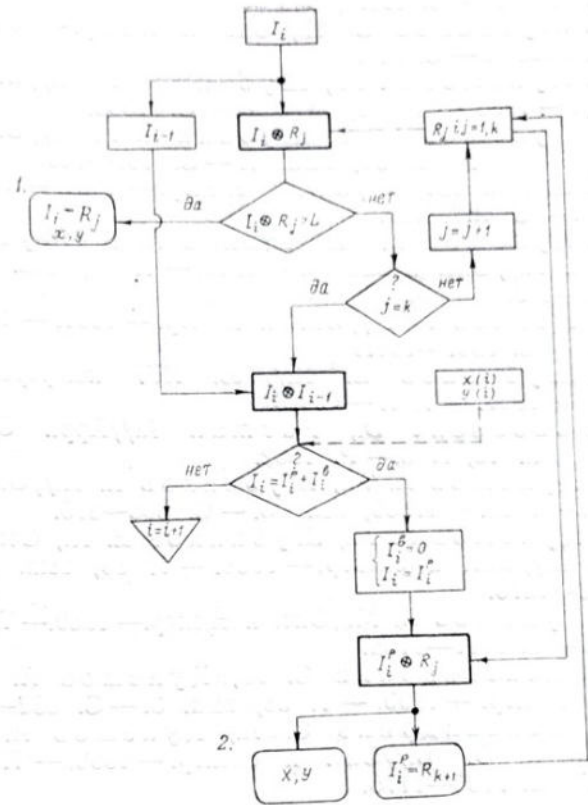 I_i
I_{i-1}
I_i ⊗ R_j
R_j; j=1,k
1.
да
нет
I_i = R_j
x, y
I_i ⊗ R_j > L
j=j+1
да
?
j=k
нет
I_i ⊗ I_{i-1}
x(i)
y(i)
нет
?
да
I_i = I_i^p + I_i^в
i=i+1
I_i^в=0
I_i = I_i^p
I_i^p ⊗ R_j
2.
x, y
I_i^p = R_{k+1}